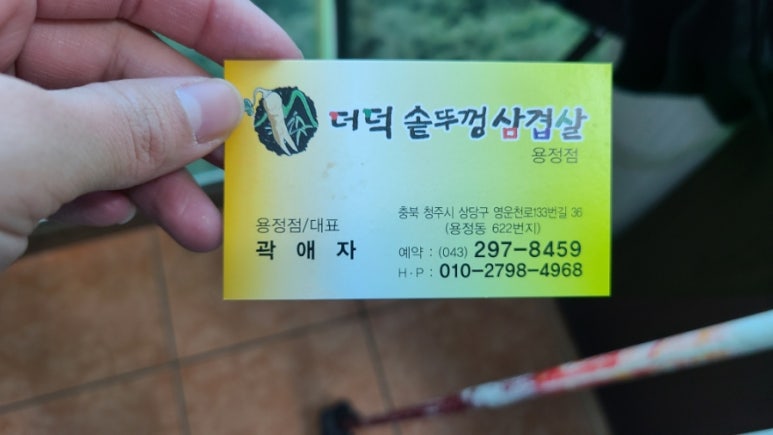 더덕 솥뚜껑삼겹살
용정점
용정점/대표
곽 애 자
충북 청주시 상당구 영운천로133번길 36
(용정동 622번지)
예약 : (043) 297-8459
H·P : 010-2798-4968